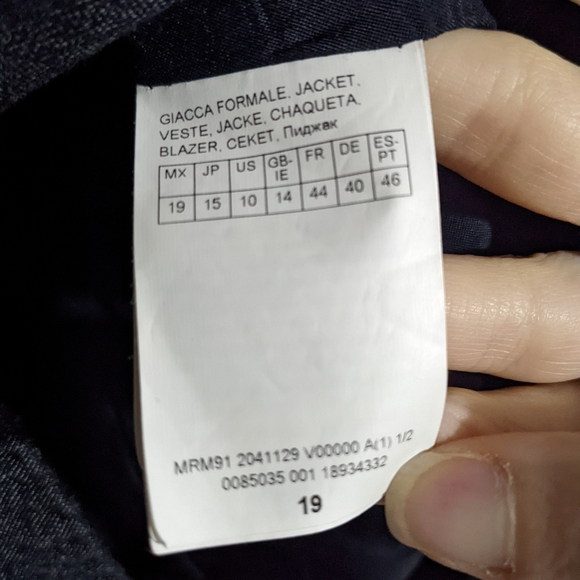 GIACCA FORMALE, JACKET,
VESTE, JACKE, CHAQUETA,
BLAZER, CEKET, Пиджак
MX JP US GB-IE FR DE ES-PT
19 15 10 14 44 40 46
MRM91 2041129 V00000 A(1) 1/2
0085035 001 18934332
19